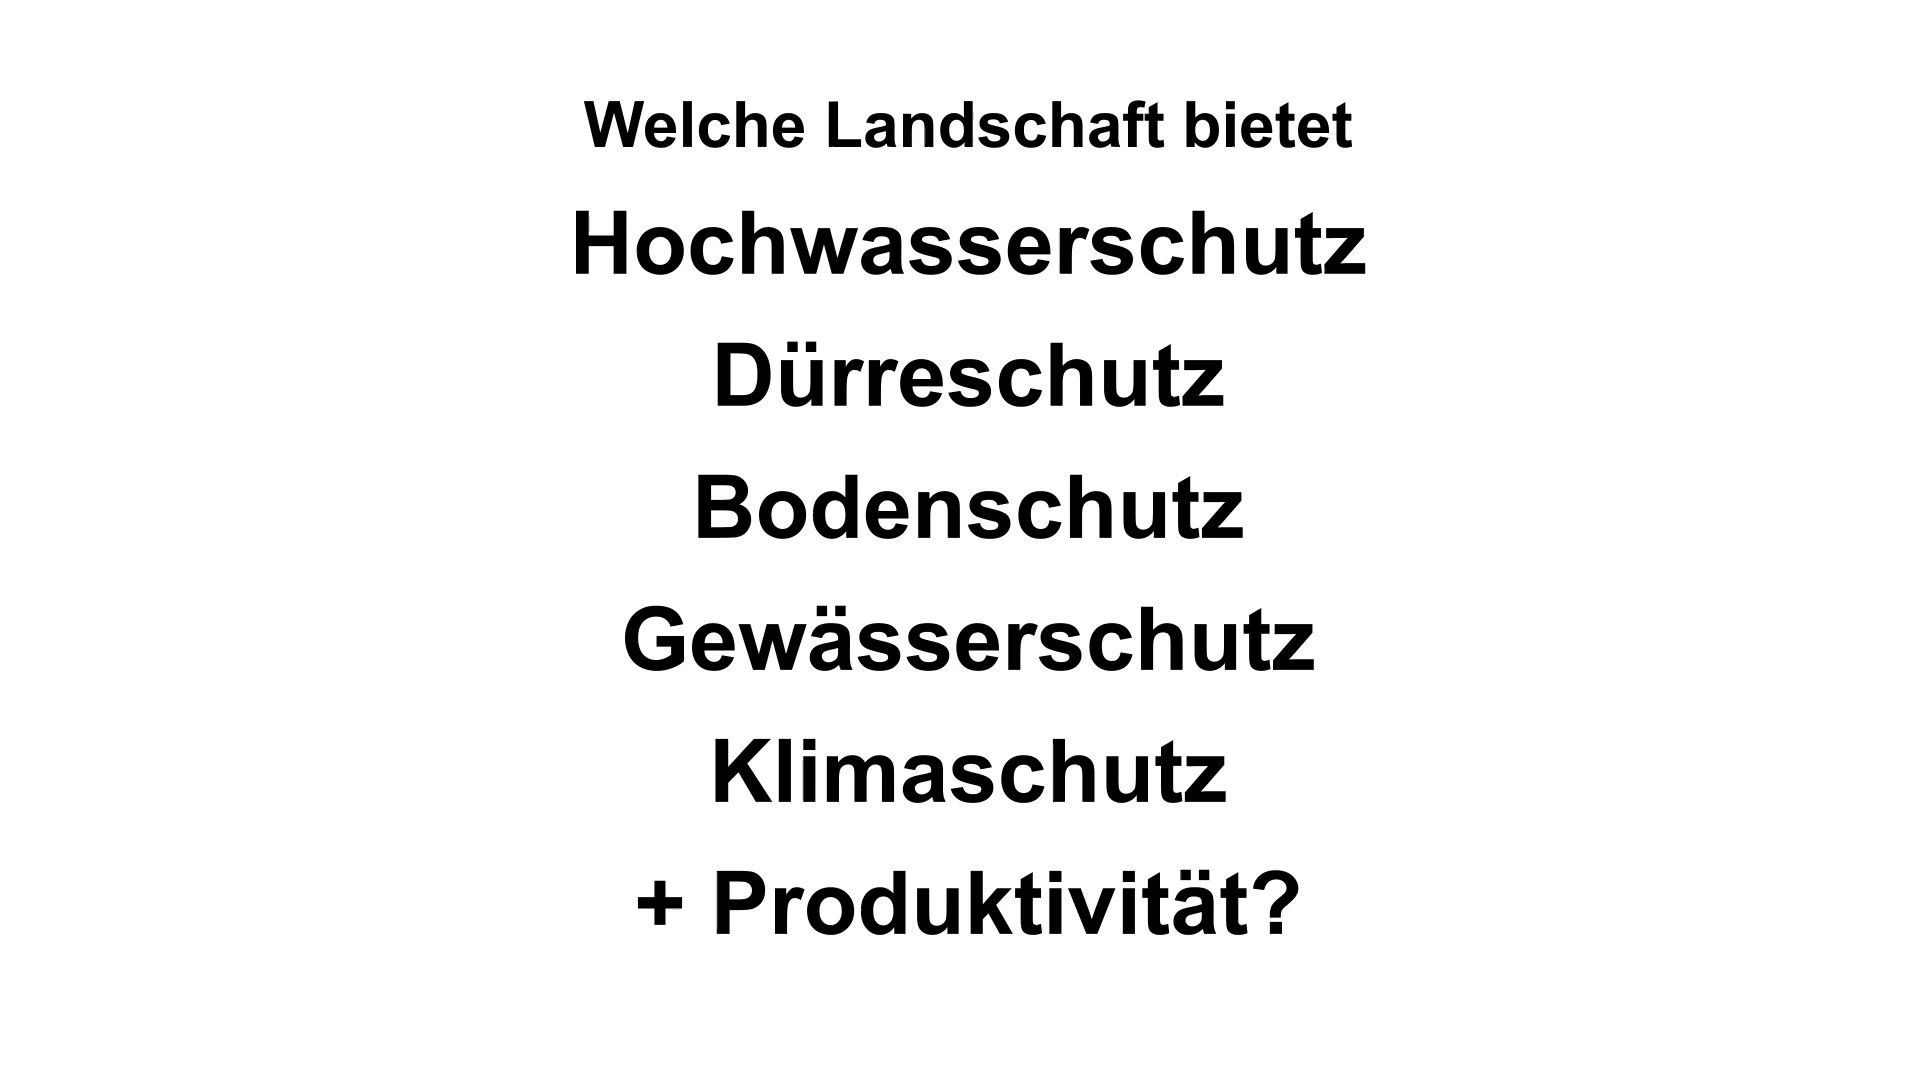 Welche Landschaft bietet
Hochwasserschutz
Dürreschutz
Bodenschutz
Gewässerschutz
Klimaschutz
+ Produktivität?